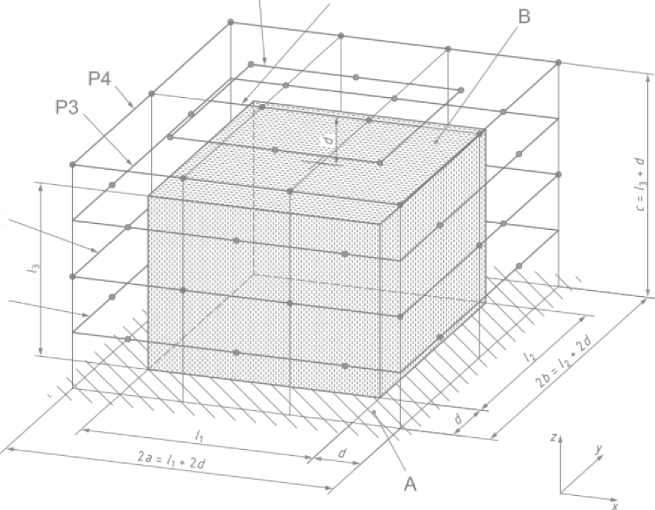 B
P4
P3
d
c = l₃ + d
l₃
l₂
2b = l₂ + 2d
d
l₁
2a = l₁ + 2d
d
A
z
y
x